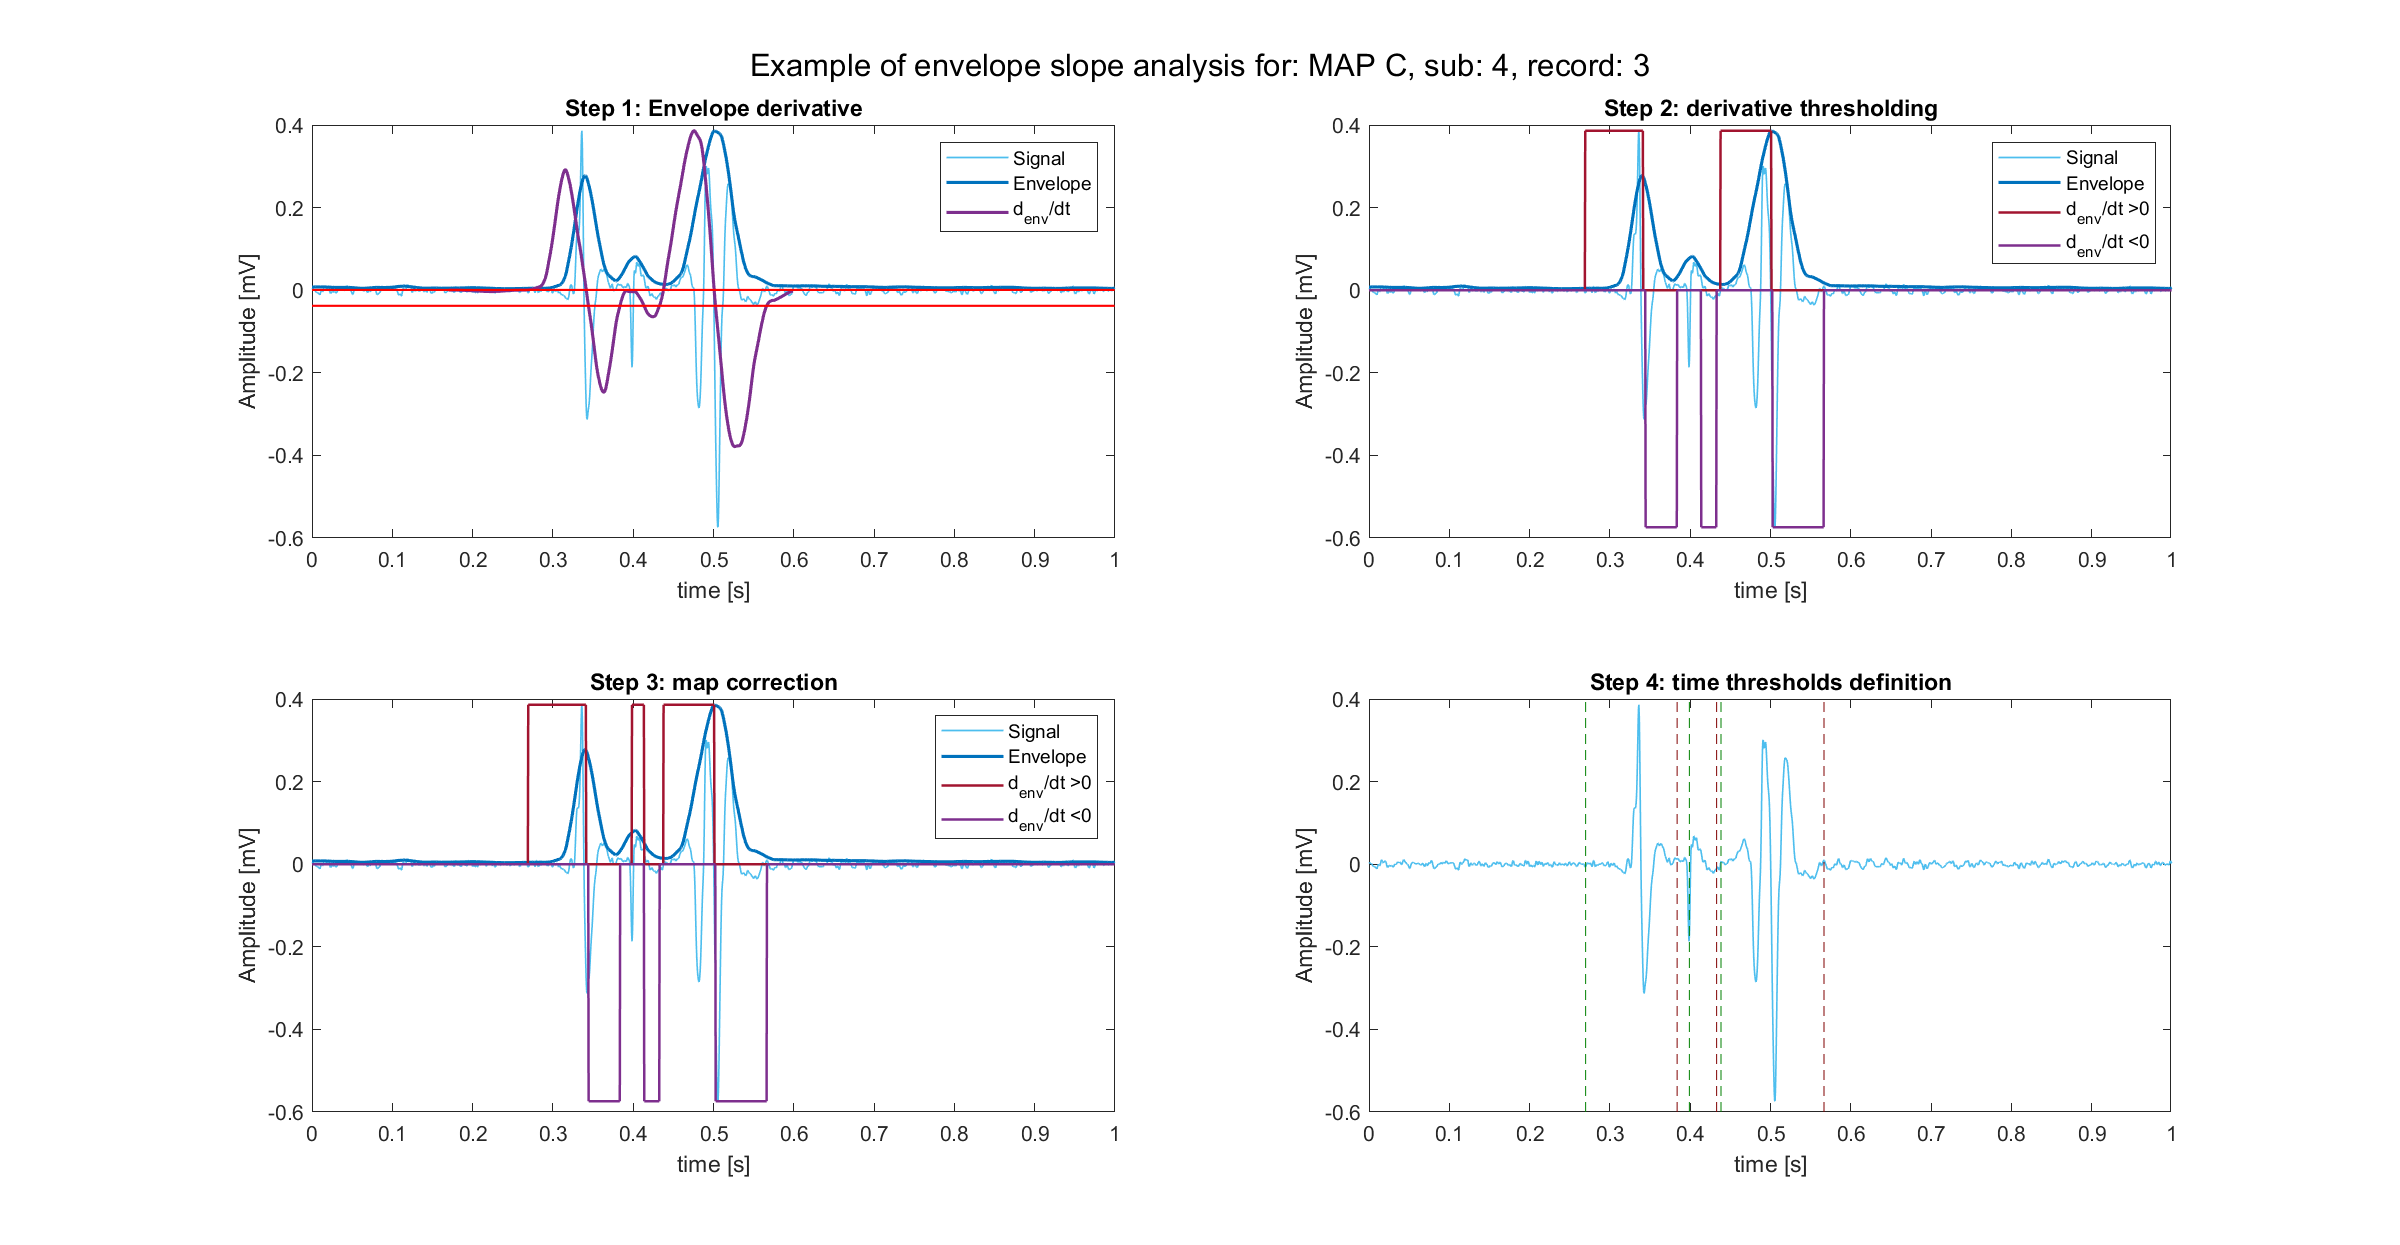 Example of envelope slope analysis for: MAP C, sub: 4, record: 3
Step 1: Envelope derivative
0.4
0.2
0
-0.2
-0.4
-0.6
Amplitude [mV]
0 0.1 0.2 0.3 0.4 0.5 0.6 0.7 0.8 0.9 1
time [s]
Signal
Envelope
d_env/dt
Step 2: derivative thresholding
0.4
0.2
0
-0.2
-0.4
-0.6
Amplitude [mV]
0 0.1 0.2 0.3 0.4 0.5 0.6 0.7 0.8 0.9 1
time [s]
Signal
Envelope
d_env/dt >0
d_env/dt <0
Step 3: map correction
0.4
0.2
0
-0.2
-0.4
-0.6
Amplitude [mV]
0 0.1 0.2 0.3 0.4 0.5 0.6 0.7 0.8 0.9 1
time [s]
Signal
Envelope
d_env/dt >0
d_env/dt <0
Step 4: time thresholds definition
0.4
0.2
0
-0.2
-0.4
-0.6
Amplitude [mV]
0 0.1 0.2 0.3 0.4 0.5 0.6 0.7 0.8 0.9 1
time [s]